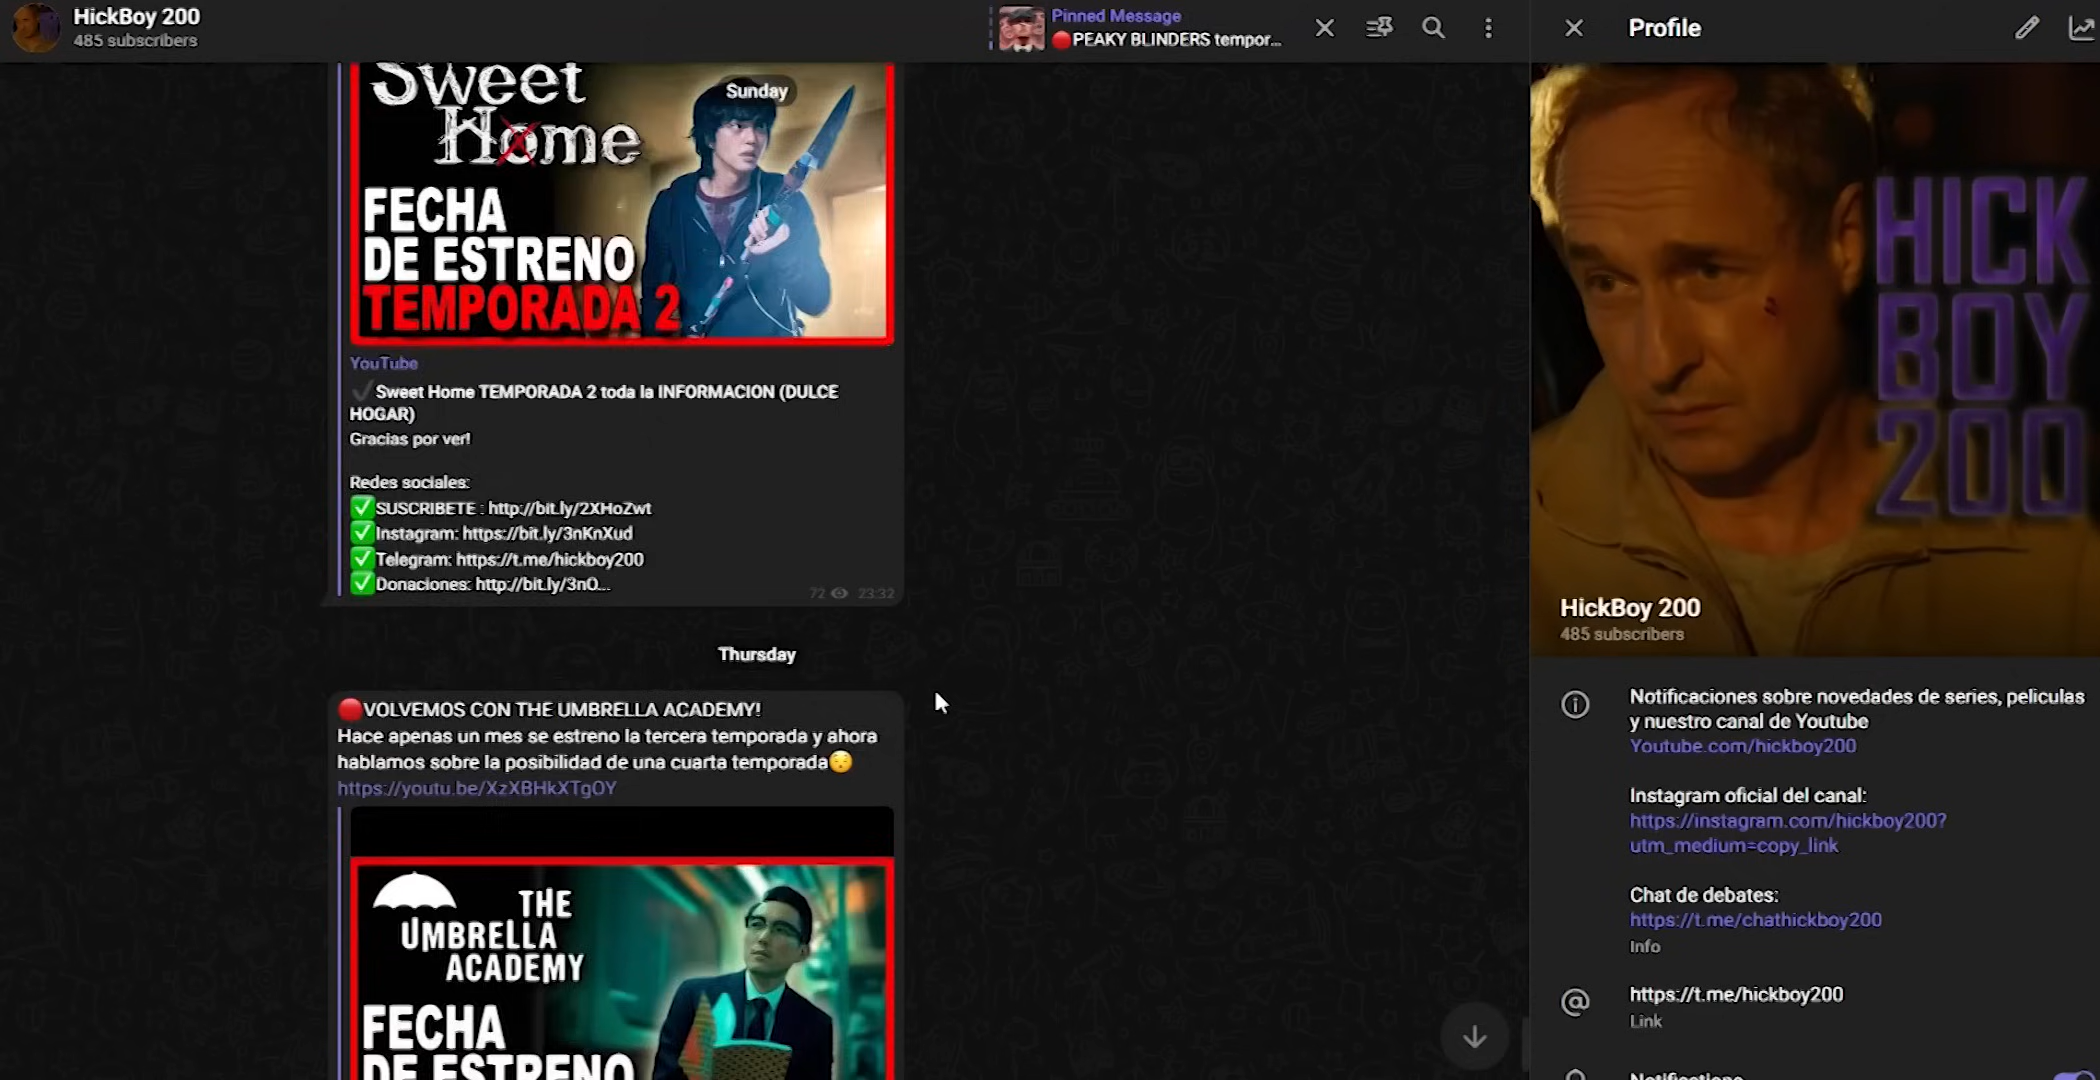 HickBoy 200
485 subscribers
Pinned Message
🔴PEAKY BLINDERS tempor...
Profile
Sunday
Sweet
Home
FECHA
DE ESTRENO
TEMPORADA 2
YouTube
✔️Sweet Home TEMPORADA 2 toda la INFORMACION (DULCE
HOGAR)
Gracias por ver!
Redes sociales:
✅SUSCRIBETE : http://bit.ly/2XHoZwt
✅Instagram: https://bit.ly/3nKnXud
✅Telegram: https://t.me/hickboy200
✅Donaciones: http://bit.ly/3nO...
72 23:32
Thursday
🔴VOLVEMOS CON THE UMBRELLA ACADEMY!
Hace apenas un mes se estreno la tercera temporada y ahora
hablamos sobre la posibilidad de una cuarta temporada😧
https://youtu.be/XzXBHkXTgOY
THE
UMBRELLA
ACADEMY
FECHA
DE ESTRENO
HICK
BOY
200
HickBoy 200
485 subscribers
Notificaciones sobre novedades de series, peliculas
y nuestro canal de Youtube
Youtube.com/hickboy200
Instagram oficial del canal:
https://instagram.com/hickboy200?
utm_medium=copy_link
Chat de debates:
https://t.me/chathickboy200
Info
https://t.me/hickboy200
Link
Notifications